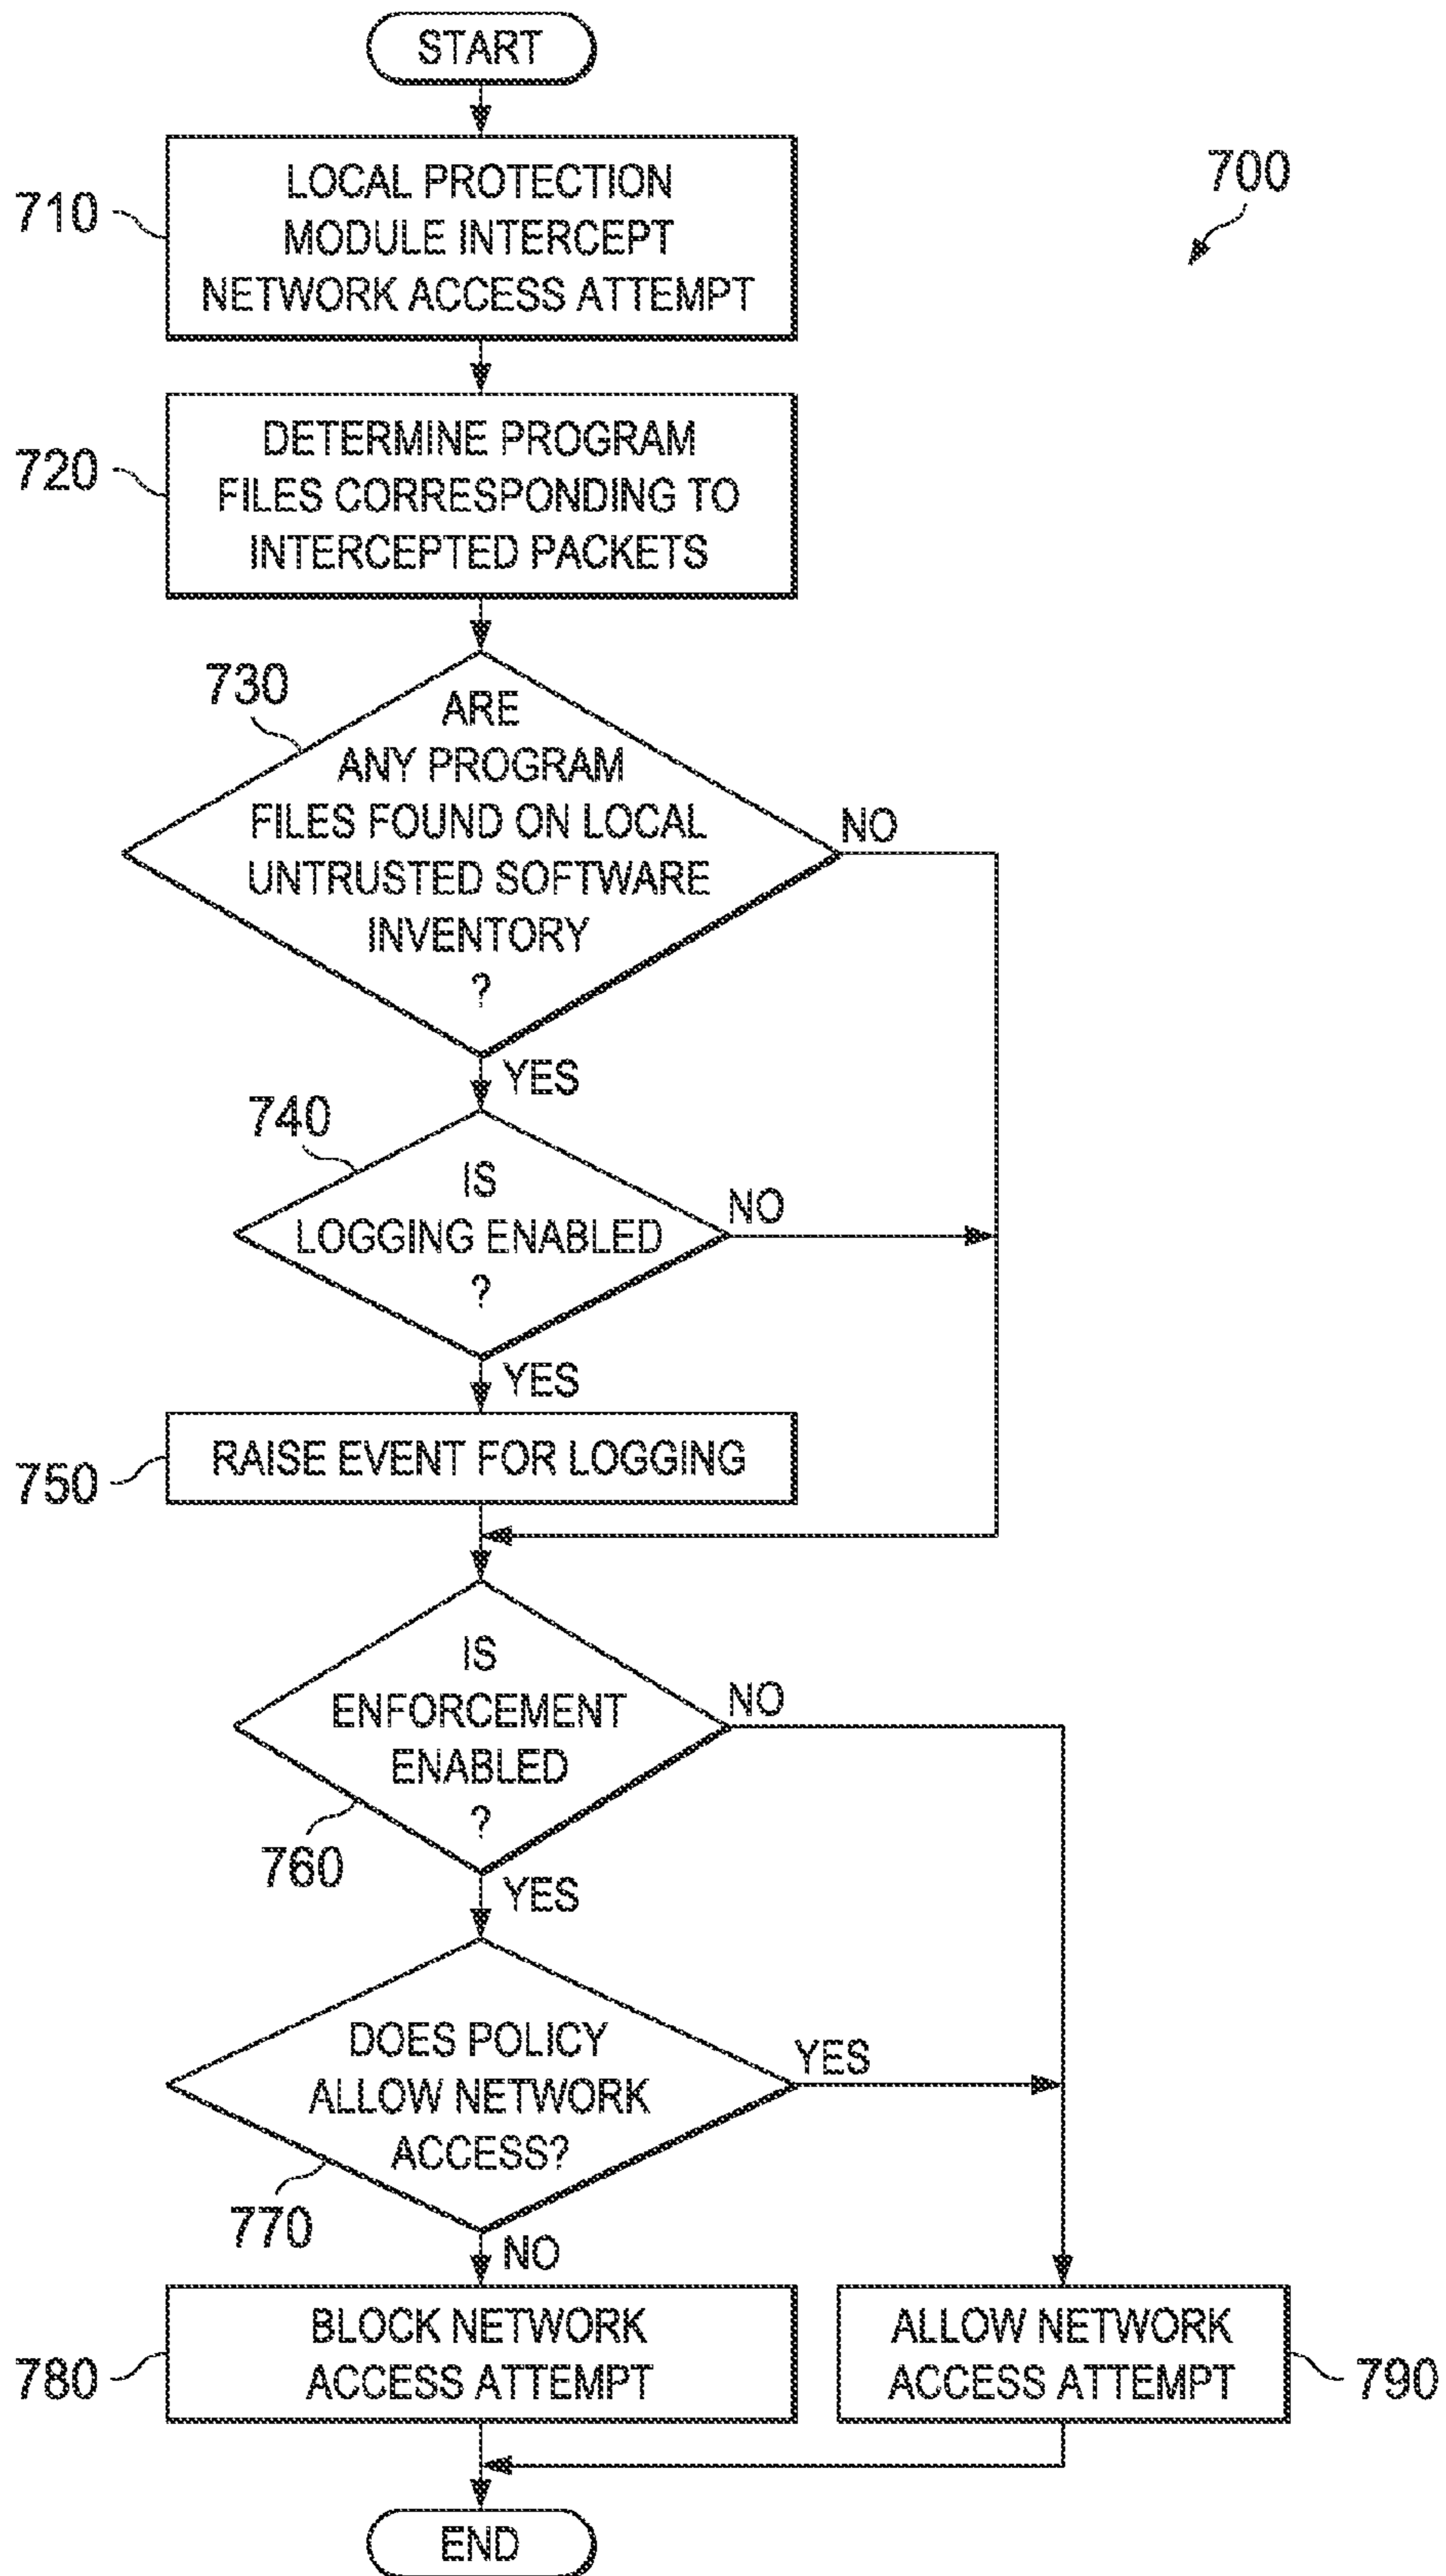 START
LOCAL PROTECTION
MODULE INTERCEPT
NETWORK ACCESS ATTEMPT
710
700
DETERMINE PROGRAM
FILES CORRESPONDING TO
INTERCEPTED PACKETS
720
730
ARE
ANY PROGRAM
FILES FOUND ON LOCAL
UNTRUSTED SOFTWARE
INVENTORY
?
NO
YES
740
IS
LOGGING ENABLED
?
NO
YES
750
RAISE EVENT FOR LOGGING
IS
ENFORCEMENT
ENABLED
?
NO
760
YES
DOES POLICY
ALLOW NETWORK
ACCESS?
YES
770
NO
780
BLOCK NETWORK
ACCESS ATTEMPT
ALLOW NETWORK
ACCESS ATTEMPT
790
END